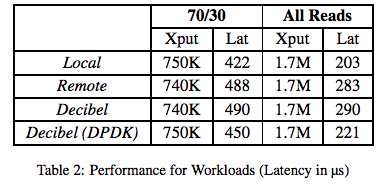 70/30 All Reads
Xput Lat Xput Lat
Local 750K 422 1.7M 203
Remote 740K 488 1.7M 283
Decibel 740K 490 1.7M 290
Decibel (DPDK) 750K 450 1.7M 221
Table 2: Performance for Workloads (Latency in µs)